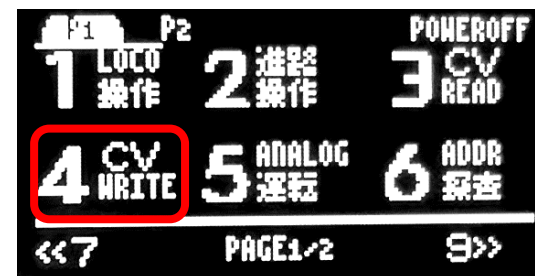 P1 P2 POWEROFF
1 LOCO 操作 2 進路 操作 3 CV READ
4 CV WRITE 5 ANALOG 運転 6 ADDR 探査
<<7 PAGE1/2 9>>